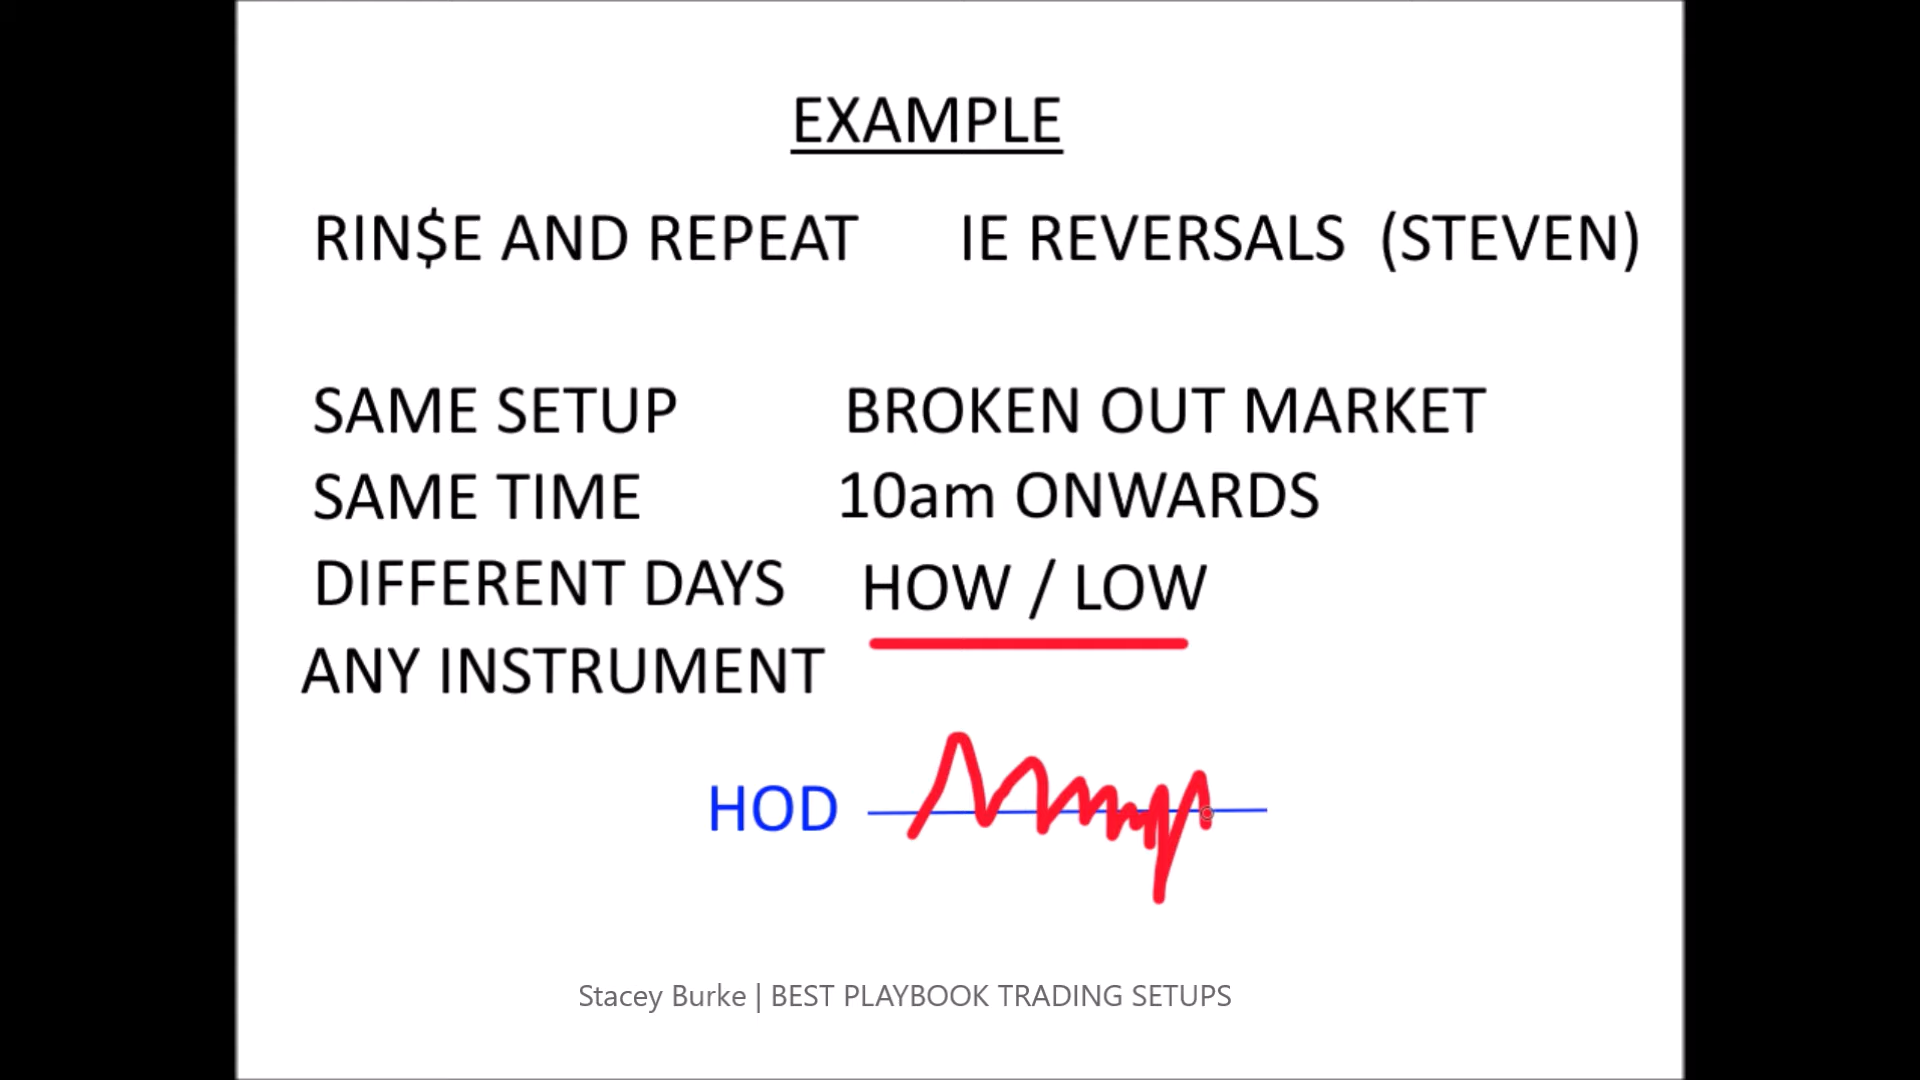 EXAMPLE
RIN$E AND REPEAT IE REVERSALS (STEVEN)
SAME SETUP BROKEN OUT MARKET
SAME TIME 10am ONWARDS
DIFFERENT DAYS HOW / LOW
ANY INSTRUMENT
HOD
Stacey Burke | BEST PLAYBOOK TRADING SETUPS